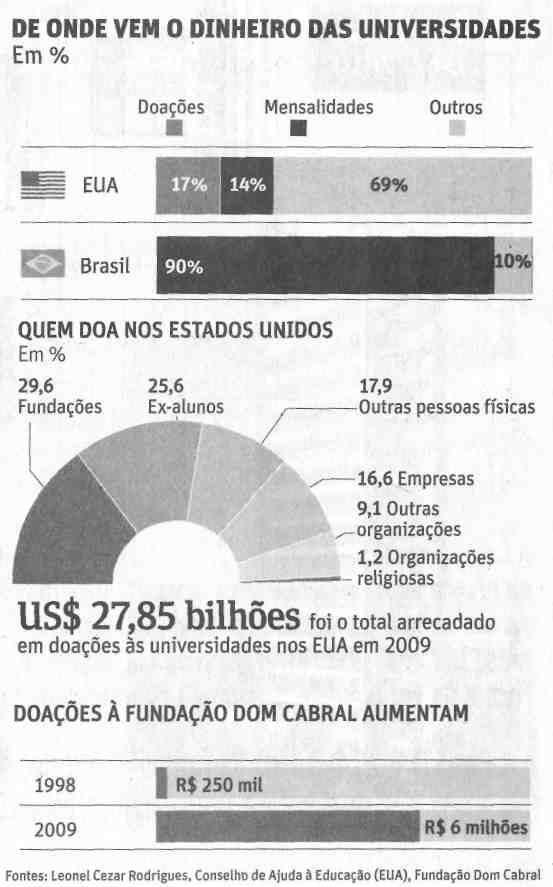 DE ONDE VEM O DINHEIRO DAS UNIVERSIDADES
Em %
Doações Mensalidades Outros
EUA 17% 14% 69%
Brasil 90% 10%
QUEM DOA NOS ESTADOS UNIDOS
Em %
29,6 25,6 17,9
Fundações Ex-alunos Outras pessoas físicas
16,6 Empresas
9,1 Outras
organizações
1,2 Organizações
religiosas
US$ 27,85 bilhões foi o total arrecadado
em doações às universidades nos EUA em 2009
DOAÇÕES À FUNDAÇÃO DOM CABRAL AUMENTAM
1998 R$ 250 mil
2009 R$ 6 milhões
Fontes: Leonel Cezar Rodrigues, Conselho de Ajuda à Educação (EUA), Fundação Dom Cabral